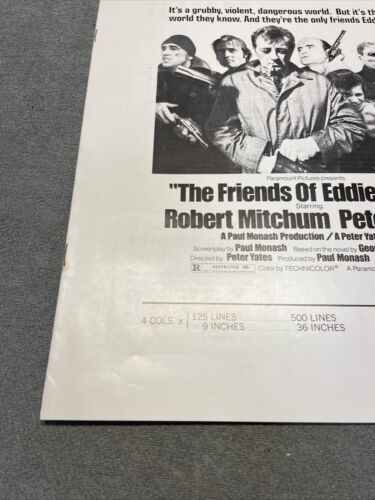 It's a grubby, violent, dangerous world. But it's th
world they know. And they're the only friends Edd
Paramount Pictures presents
"The Friends Of Eddie
Starring
Robert Mitchum Pete
A Paul Monash Production / A Peter Yat
Screenplay by Paul Monash Based on the novel by Geo
Directed by Peter Yates Produced by Paul Monash
R RESTRICTED Color by TECHNICOLOR® A Paramo
4 COLS. x 125 LINES 500 LINES
9 INCHES 36 INCHES